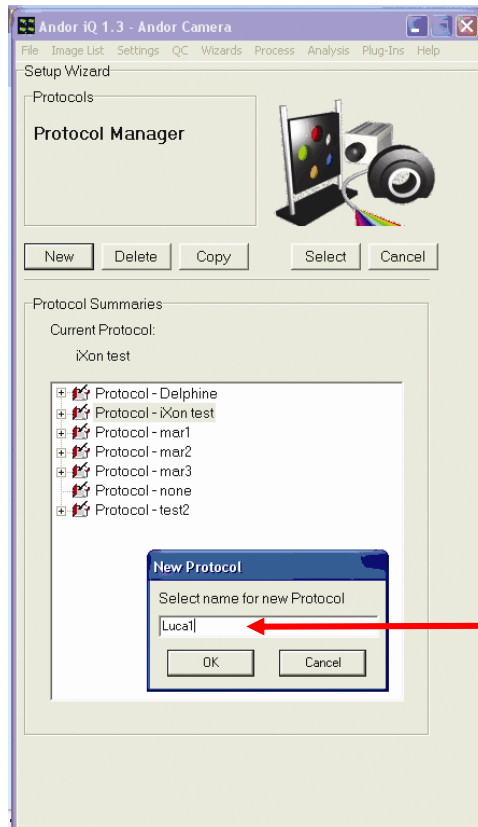 Andor iQ 1.3 - Andor Camera
File Image List Settings QC Wizards Process Analysis Plug-Ins Help
Setup Wizard
Protocols
Protocol Manager
New Delete Copy Select Cancel
Protocol Summaries
Current Protocol:
iXon test
Protocol - Delphine
Protocol - iXon test
Protocol - mar1
Protocol - mar2
Protocol - mar3
Protocol - none
Protocol - test2
New Protocol
Select name for new Protocol
Luca1
OK Cancel